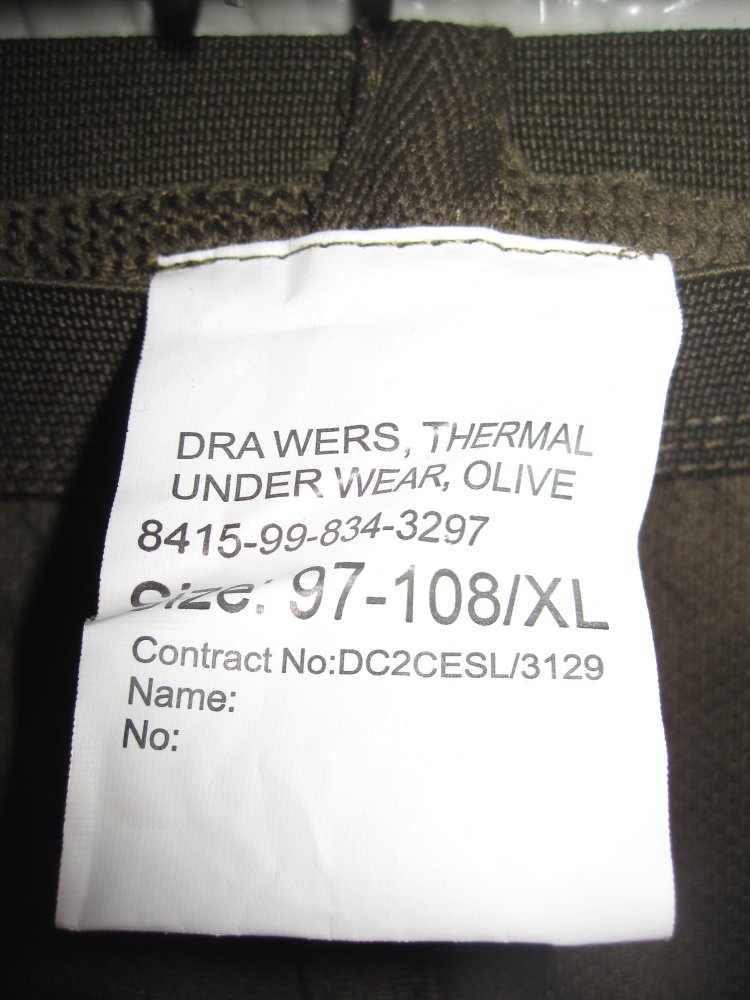 DRA WERS, THERMAL
UNDER WEAR, OLIVE
8415-99-834-3297
Size: 97-108/XL
Contract No:DC2CESL/3129
Name:
No: